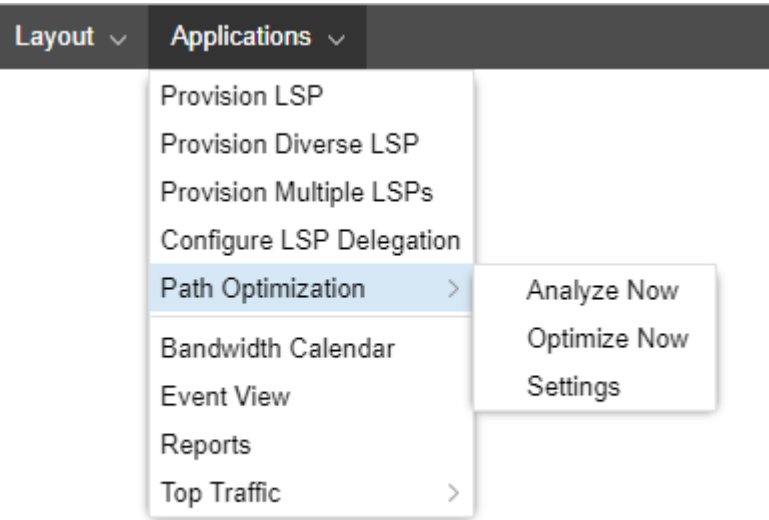 Layout
Applications
Provision LSP
Provision Diverse LSP
Provision Multiple LSPs
Configure LSP Delegation
Path Optimization
Analyze Now
Optimize Now
Settings
Bandwidth Calendar
Event View
Reports
Top Traffic